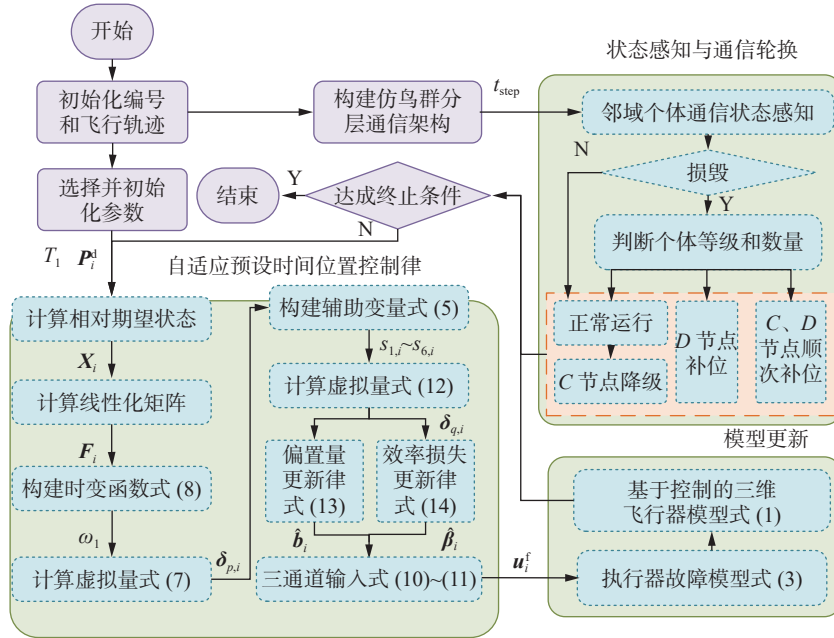 开始
初始化编号
和飞行轨迹
构建仿鸟群分
层通信架构
t_step
状态感知与通信轮换
邻域个体通信状态感知
N
损毁
Y
判断个体等级和数量
正常运行
C 节点降级
D 节点
补位
C、D
节点顺
次补位
选择并初始
化参数
结束
Y
达成终止条件
N
T_1 P_i^d
自适应预设时间位置控制律
计算相对期望状态
X_i
计算线性化矩阵
F_i
构建时变函数式 (8)
ω_1
计算虚拟量式 (7)
δ_{p,i}
构建辅助变量式 (5)
s_{1,i}~s_{6,i}
计算虚拟量式 (12)
δ_{q,i}
偏置量
更新律
式 (13)
效率损失
更新律
式 (14)
b̂_i
β̂_i
三通道输入式 (10)~(11)
u_i^f
模型更新
基于控制的三维
飞行器模型式 (1)
执行器故障模型式 (3)